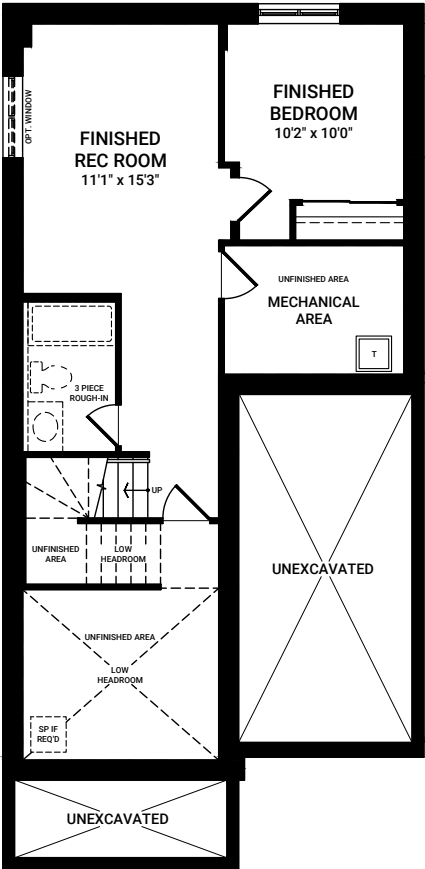 FINISHED
BEDROOM
10'2" x 10'0"
OPT. WINDOW
FINISHED
REC ROOM
11'1" x 15'3"
UNFINISHED AREA
MECHANICAL
AREA
T
3 PIECE
ROUGH-IN
UP
UNFINISHED
AREA
LOW
HEADROOM
UNEXCAVATED
UNFINISHED AREA
LOW
HEADROOM
SP IF
REQ'D
UNEXCAVATED